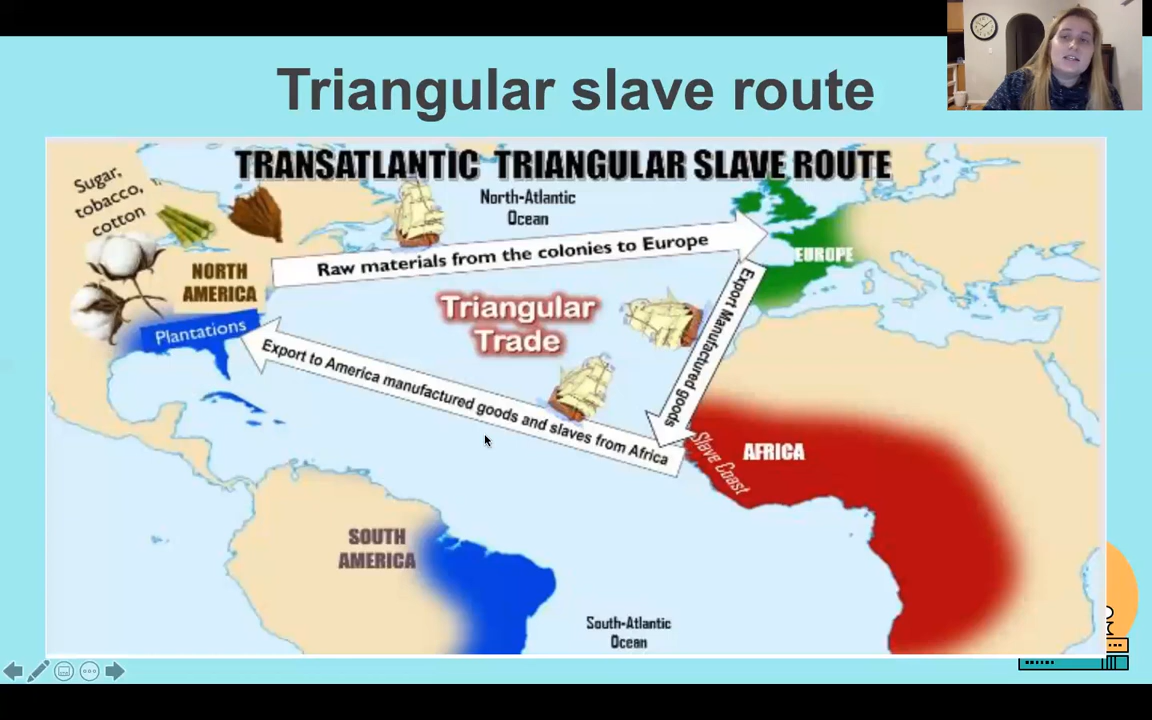 Triangular slave route
TRANSATLANTIC TRIANGULAR SLAVE ROUTE
Sugar,
tobacco,
cotton
North-Atlantic
Ocean
NORTH
AMERICA
Raw materials from the colonies to Europe
EUROPE
Plantations
Triangular
Trade
Export Manufactured goods
Export to America manufactured goods and slaves from Africa
Slave Coast
AFRICA
SOUTH
AMERICA
South-Atlantic
Ocean